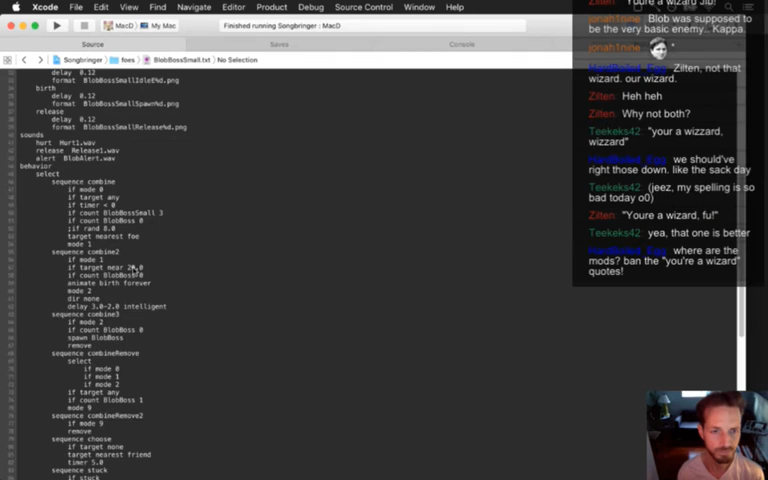 Xcode File Edit View Find Navigate Editor Product Debug Source Control Window Help
MacD My Mac
Finished running Songbringer : MacD
Source
Saves
Console
Songbringer foes BlobBossSmall.txt No Selection
delay 0.12
format BlobBossSmallIdleE%d.png
birth
delay 0.12
format BlobBossSmallSpawn%d.png
release
delay 0.12
format BlobBossSmallRelease%d.png
sounds
hurt Hurt1.wav
release Release1.wav
alert BlobAlert.wav
behavior
select
sequence combine
if mode 0
if target any
if timer < 0
if count BlobBossSmall 3
if count BlobBoss 0
;if rand 8.0
target nearest foe
mode 1
sequence combine2
if mode 1
if target near
if count BlobBoss 0
animate birth forever
mode 2
dir none
delay 3.0~2.0 intelligent
sequence combine3
if mode 2
if count BlobBoss 0
spawn BlobBoss
remove
sequence combineRemove
select
if mode 0
if mode 1
if mode 2
if target any
if count BlobBoss 1
mode 9
sequence combineRemove2
if mode 9
remove
sequence choose
if target none
target nearest friend
timer 5.0
sequence stuck
if stuck
jonah1nine Blob was supposed
to be the very basic enemy... Kappa
jonah1nine
HardBoiled_Egg: Zilten, not that
wizard. our wizard.
Zilten: Heh heh
Zilten: Why not both?
Teekeks42: "your a wizzard,
wizzard"
HardBoiled_Egg: we should've
right those down. like the sack day
Teekeks42: (jeez, my spelling is so
bad today o0)
Zilten: "Youre a wizard, fu!"
Teekeks42: yea, that one is better
HardBoiled_Egg: where are the
mods? ban the "you're a wizard"
quotes!